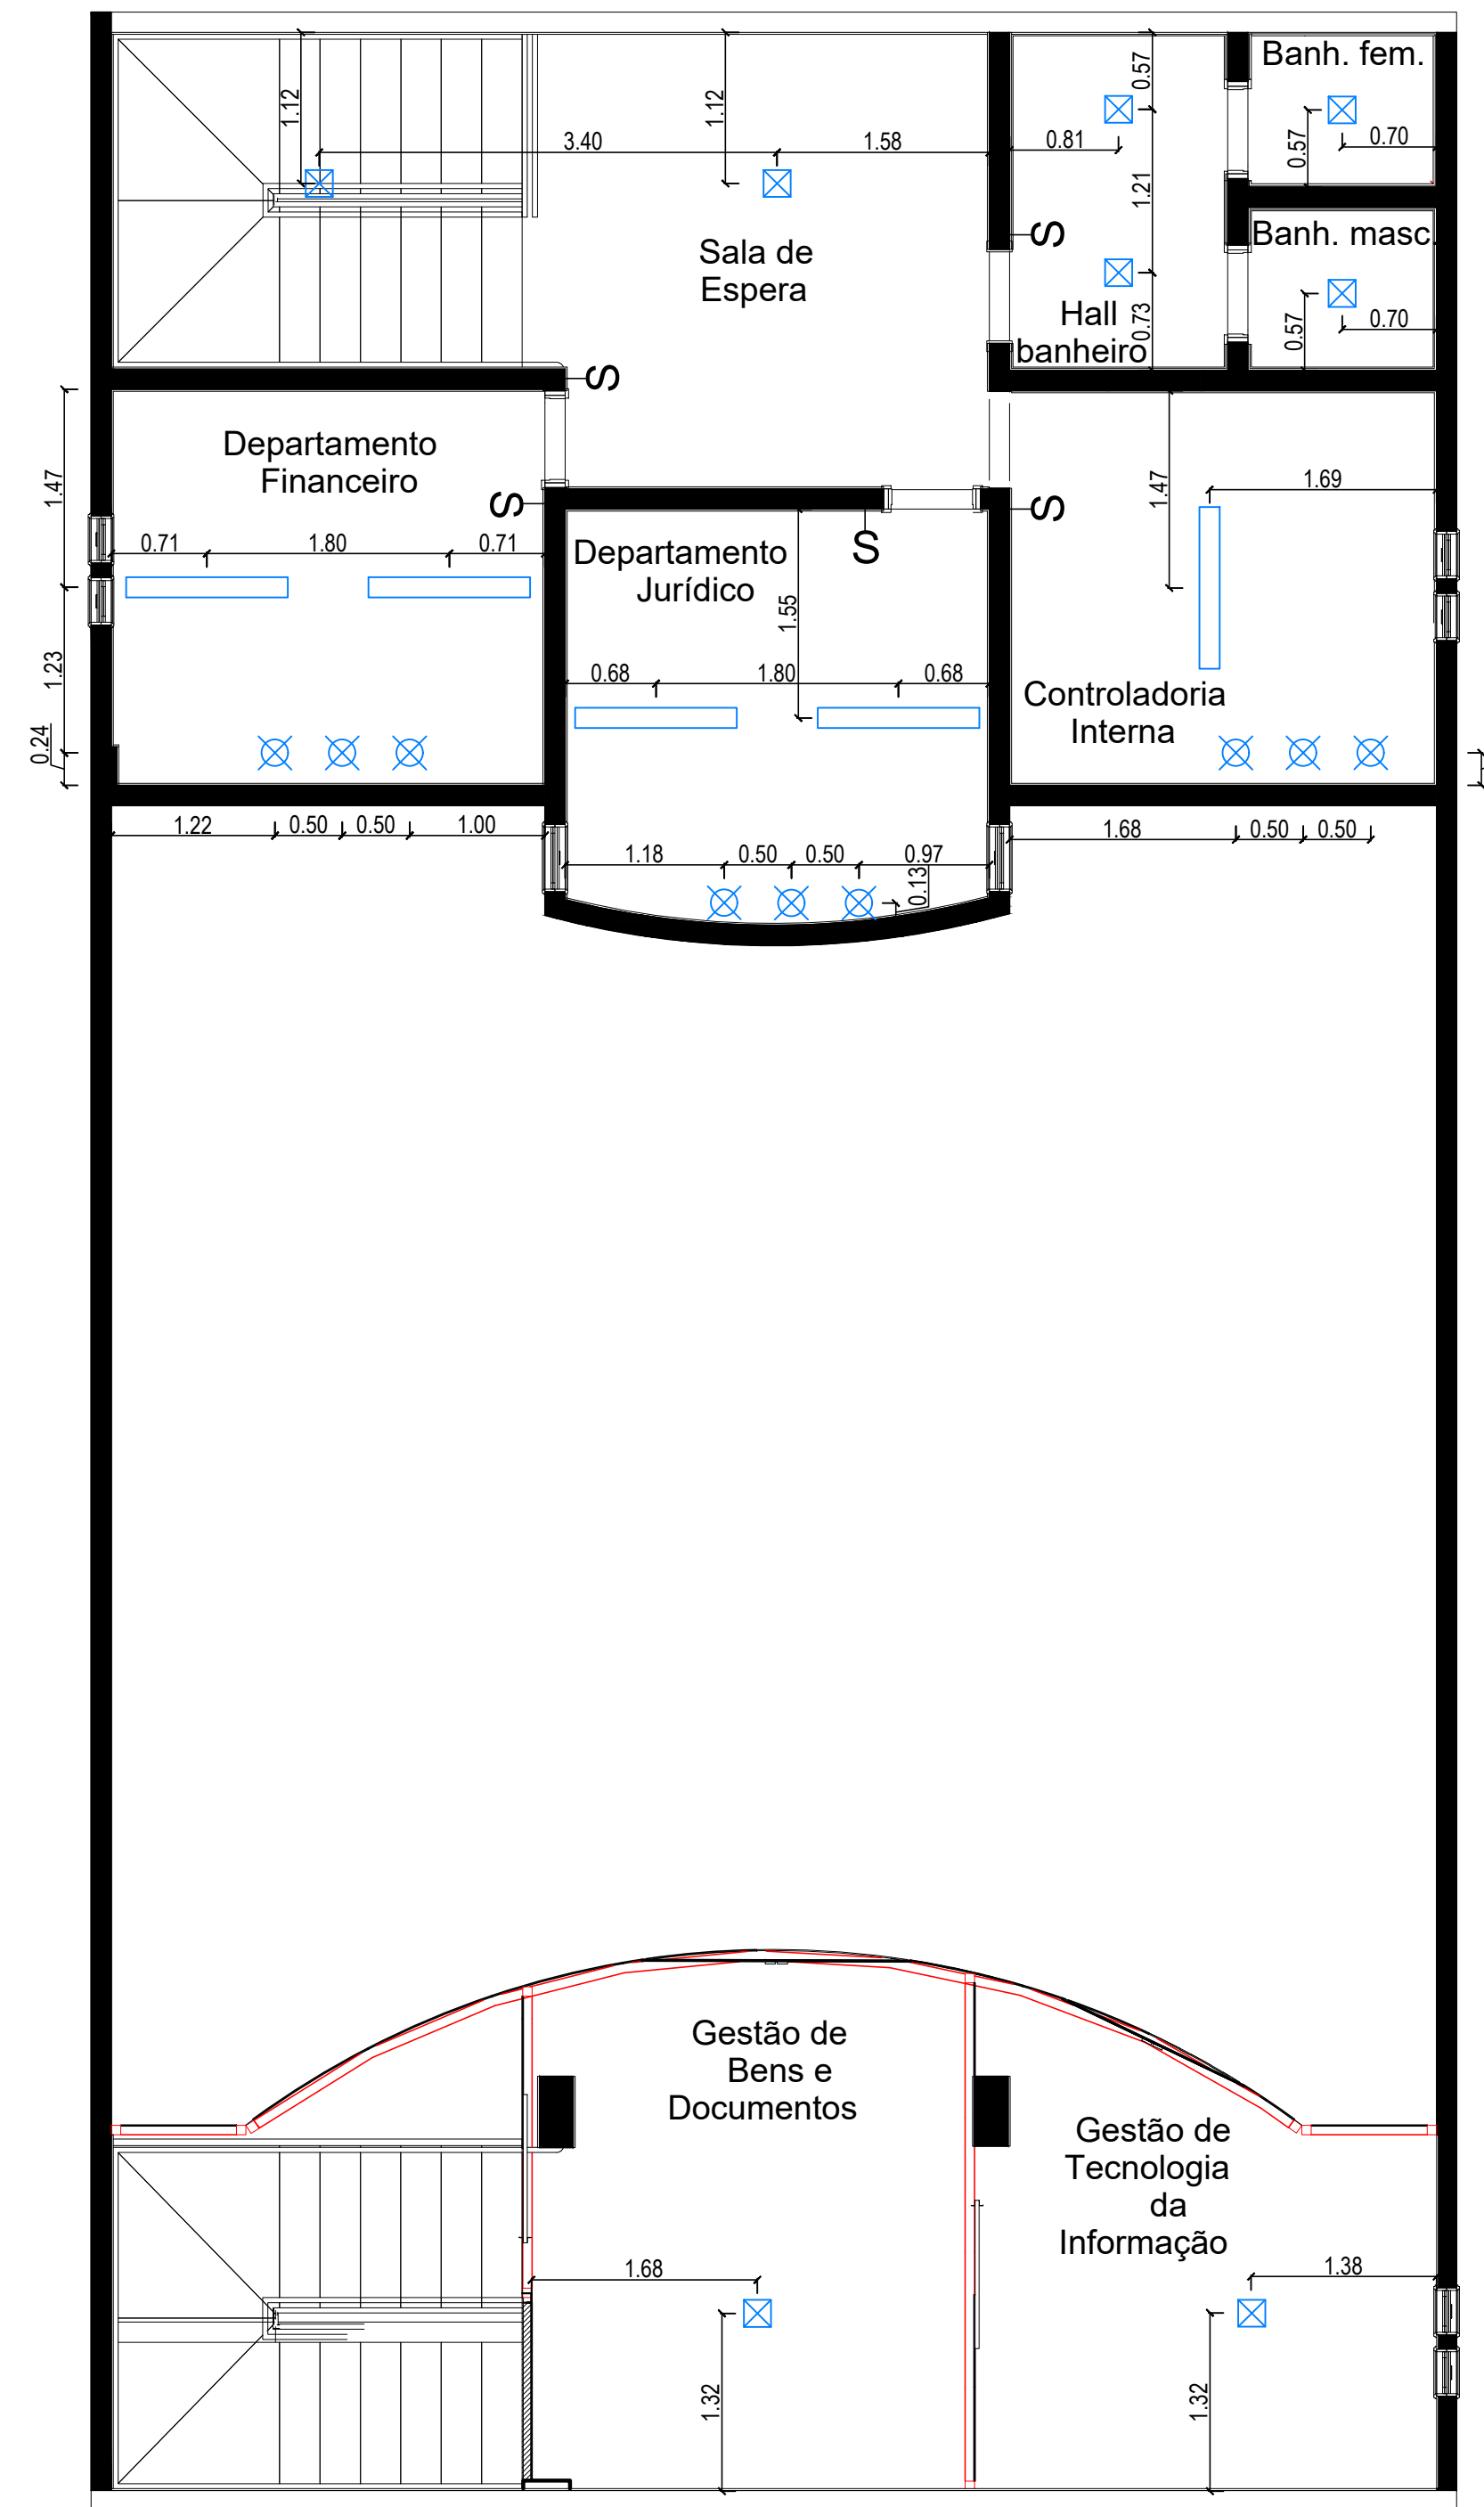 Banh. fem.
0.57
1.12
1.12
3.40
1.58
0.81
0.57
0.70
1.21
S
Banh. masc.
Sala de
Espera
Hall
banheiro
0.73
0.57
0.70
S
Departamento
Financeiro
1.47
S
1.47
1.69
S
0.71
1.80
0.71
Departamento
Jurídico
S
1.55
1.23
0.68
1.80
0.68
Controladoria
Interna
0.24
1.22
0.50
0.50
1.00
1.18
0.50
0.50
0.97
0.13
1.68
0.50
0.50
Gestão de
Bens e
Documentos
Gestão de
Tecnologia
da
Informação
1.68
1.38
1.32
1.32